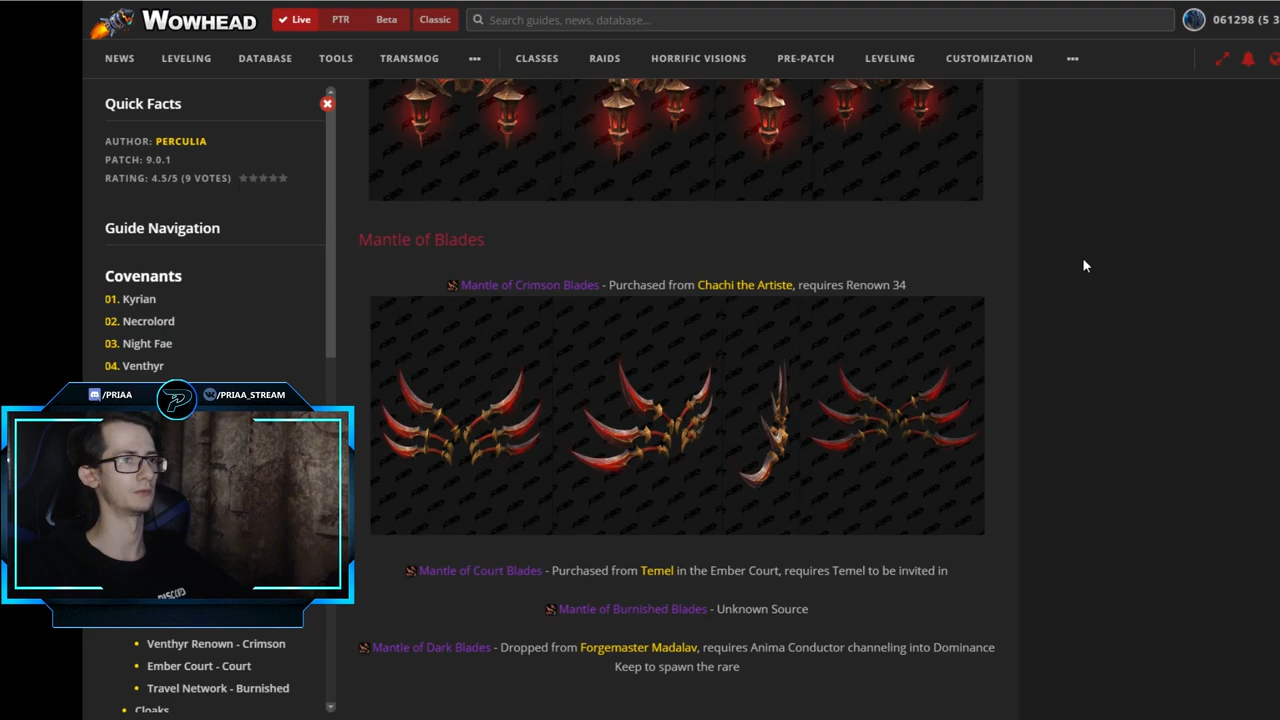 WOWHEAD
Live PTR Beta Classic
Search guides, news, database...
061298 (5 3
NEWS LEVELING DATABASE TOOLS TRANSMOG ••• CLASSES RAIDS HORRIFIC VISIONS PRE-PATCH LEVELING CUSTOMIZATION •••
Quick Facts
AUTHOR: PERCULIA
PATCH: 9.0.1
RATING: 4.5/5 (9 VOTES)
Guide Navigation
Covenants
01. Kyrian
02. Necrolord
03. Night Fae
04. Venthyr
/PRIAA
/PRIAA_STREAM
Venthyr Renown - Crimson
Ember Court - Court
Travel Network - Burnished
Cloaks
Mantle of Blades
Mantle of Crimson Blades - Purchased from Chachi the Artiste, requires Renown 34
Mantle of Court Blades - Purchased from Temel in the Ember Court, requires Temel to be invited in
Mantle of Burnished Blades - Unknown Source
Mantle of Dark Blades - Dropped from Forgemaster Madalav, requires Anima Conductor channeling into Dominance
Keep to spawn the rare